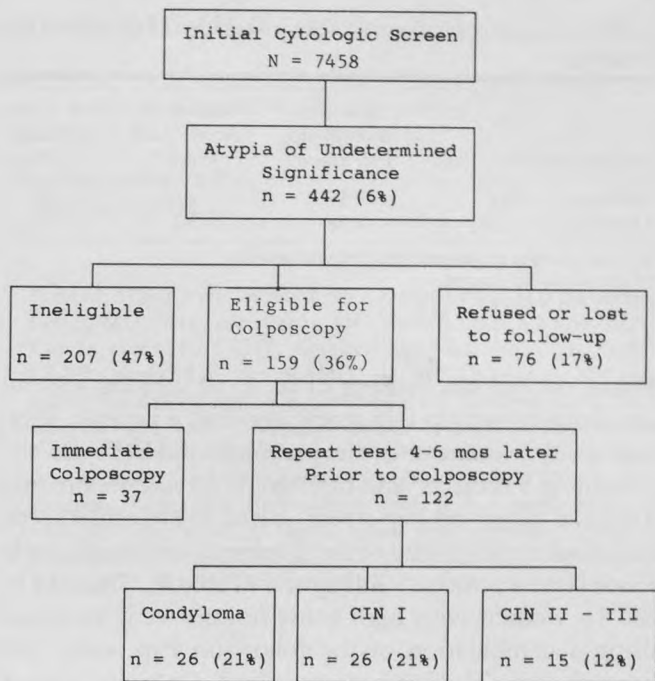 Initial Cytologic Screen
N = 7458
Atypia of Undetermined
Significance
n = 442 (6%)
Ineligible
n = 207 (47%)
Eligible for
Colposcopy
n = 159 (36%)
Refused or lost
to follow-up
n = 76 (17%)
Immediate
Colposcopy
n = 37
Repeat test 4-6 mos later
Prior to colposcopy
n = 122
Condyloma
n = 26 (21%)
CIN I
n = 26 (21%)
CIN II - III
n = 15 (12%)